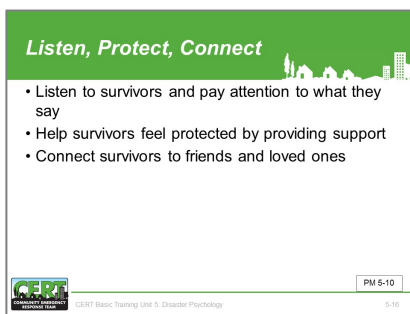 Listen, Protect, Connect
• Listen to survivors and pay attention to what they
say
• Help survivors feel protected by providing support
• Connect survivors to friends and loved ones
PM 5-10
CERT
COMMUNITY EMERGENCY
RESPONSE TEAM
CERT Basic Training Unit 5: Disaster Psychology
5-16